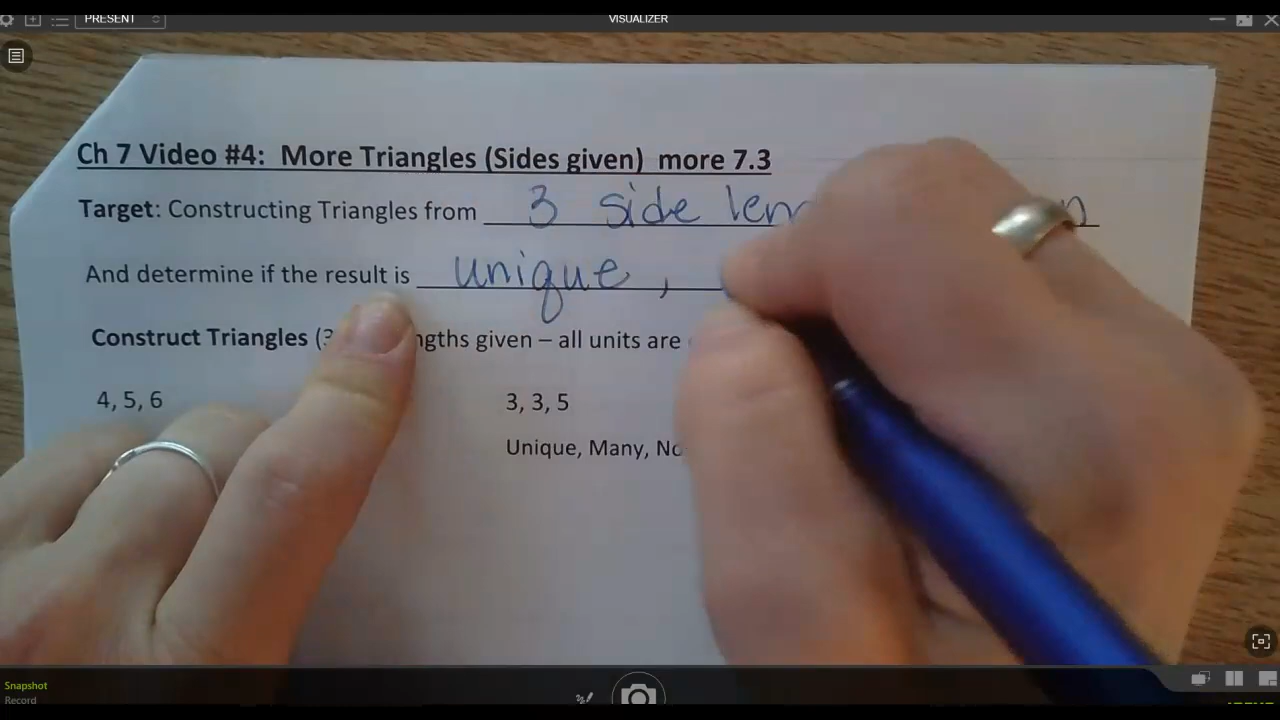 PRESENT
VISUALIZER
Ch 7 Video #4: More Triangles (Sides given) more 7.3
Target: Constructing Triangles from 3 side
And determine if the result is unique,
Construct Triangles given – all units are
4, 5, 6
3, 3, 5
Unique, Many,
Snapshot
Record